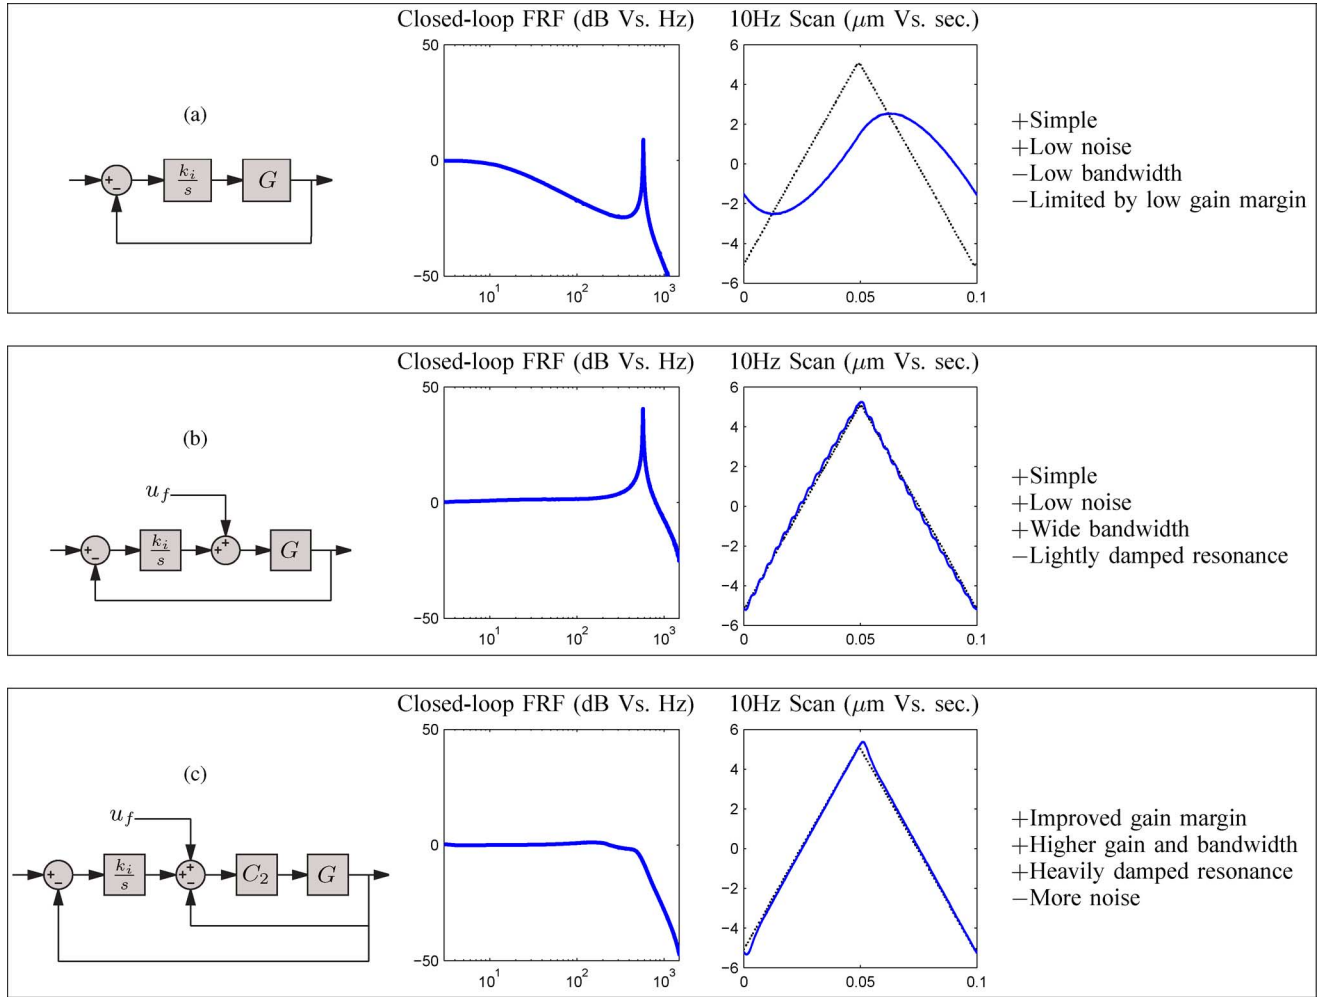 Closed-loop FRF (dB Vs. Hz)
10Hz Scan (μm Vs. sec.)
(a)
+
−
k_i
s
G
50
0
−50
10^1
10^2
10^3
6
4
2
0
−2
−4
−6
0
0.05
0.1
+Simple
+Low noise
−Low bandwidth
−Limited by low gain margin
Closed-loop FRF (dB Vs. Hz)
10Hz Scan (μm Vs. sec.)
(b)
u_f
+
−
k_i
s
+
+
G
50
0
−50
10^1
10^2
10^3
6
4
2
0
−2
−4
−6
0
0.05
0.1
+Simple
+Low noise
+Wide bandwidth
−Lightly damped resonance
Closed-loop FRF (dB Vs. Hz)
10Hz Scan (μm Vs. sec.)
(c)
u_f
+
−
k_i
s
+
+
−
C_2
G
50
0
−50
10^1
10^2
10^3
6
4
2
0
−2
−4
−6
0
0.05
0.1
+Improved gain margin
+Higher gain and bandwidth
+Heavily damped resonance
−More noise